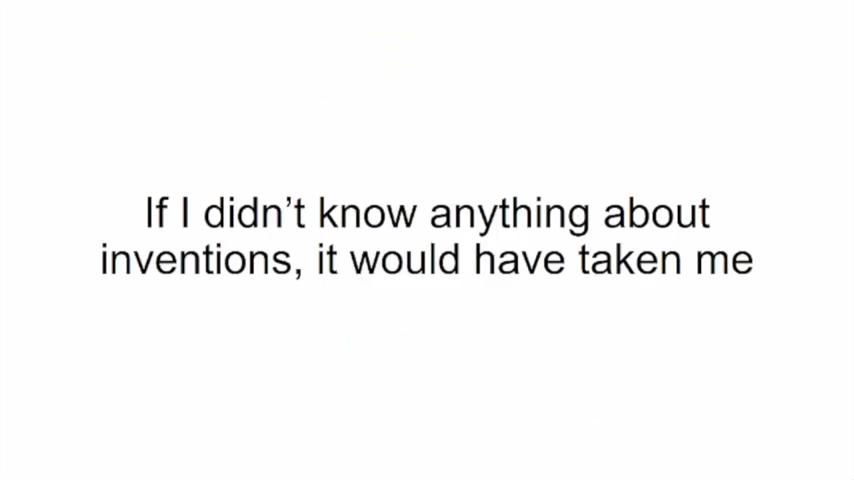 If I didn’t know anything about
inventions, it would have taken me